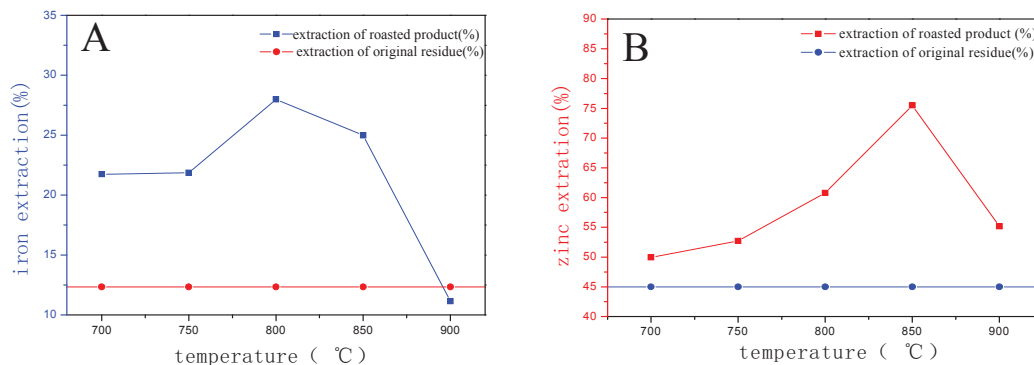 A
extraction of roasted product(%)
extraction of original residue(%)
iron extraction(%)
35
30
25
20
15
10
700 750 800 850 900
temperature ( ℃)
B
extraction of roasted product (%)
extraction of original residue(%)
zinc extration(%)
90
85
80
75
70
65
60
55
50
45
40
700 750 800 850 900
temperature ( ℃)